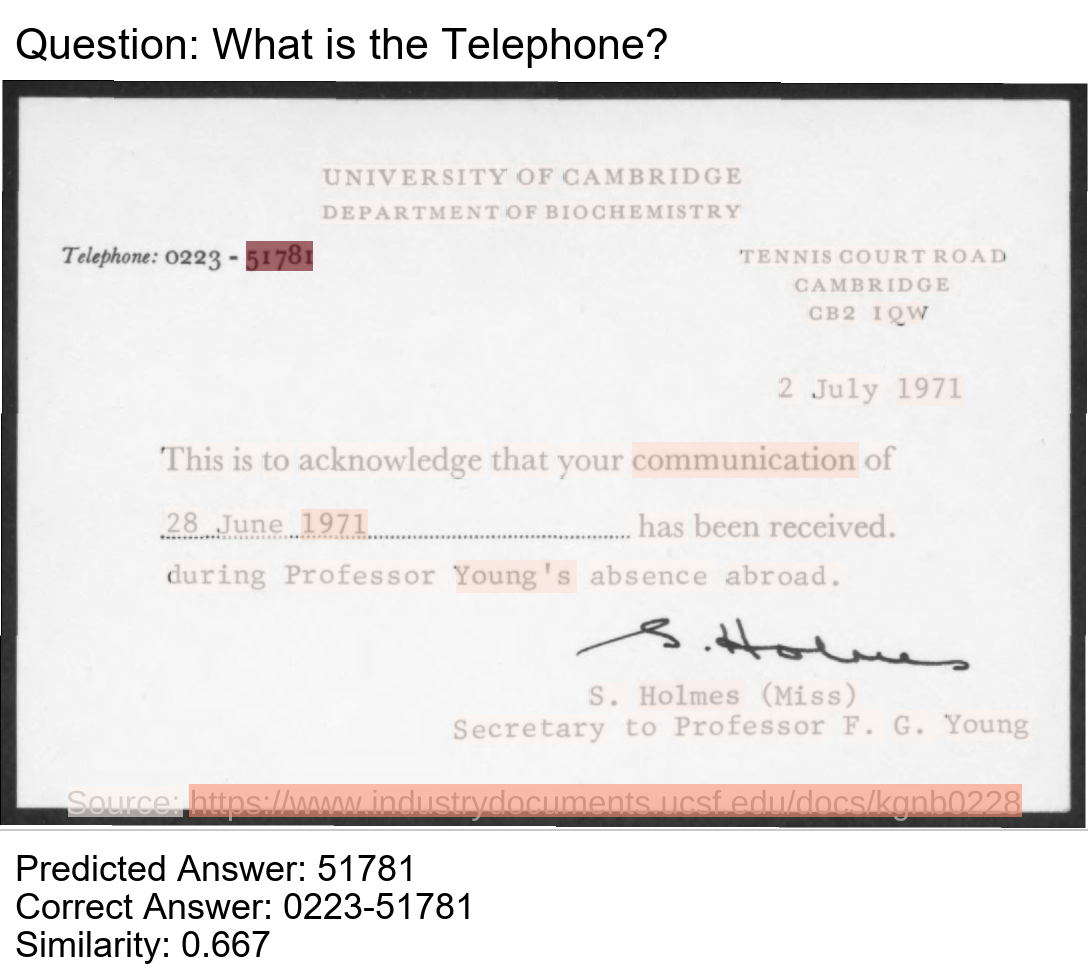 Question: What is the Telephone?
UNIVERSITY OF CAMBRIDGE
DEPARTMENT OF BIOCHEMISTRY
Telephone: 0223 - 51781
TENNIS COURT ROAD
CAMBRIDGE
CB2 1QW
2 July 1971
This is to acknowledge that your communication of
28 June 1971 has been received.
during Professor Young's absence abroad.
S. Holmes
S. Holmes (Miss)
Secretary to Professor F. G. Young
Source: https://www.industrydocuments.ucsf.edu/docs/kgnb0228
Predicted Answer: 51781
Correct Answer: 0223-51781
Similarity: 0.667